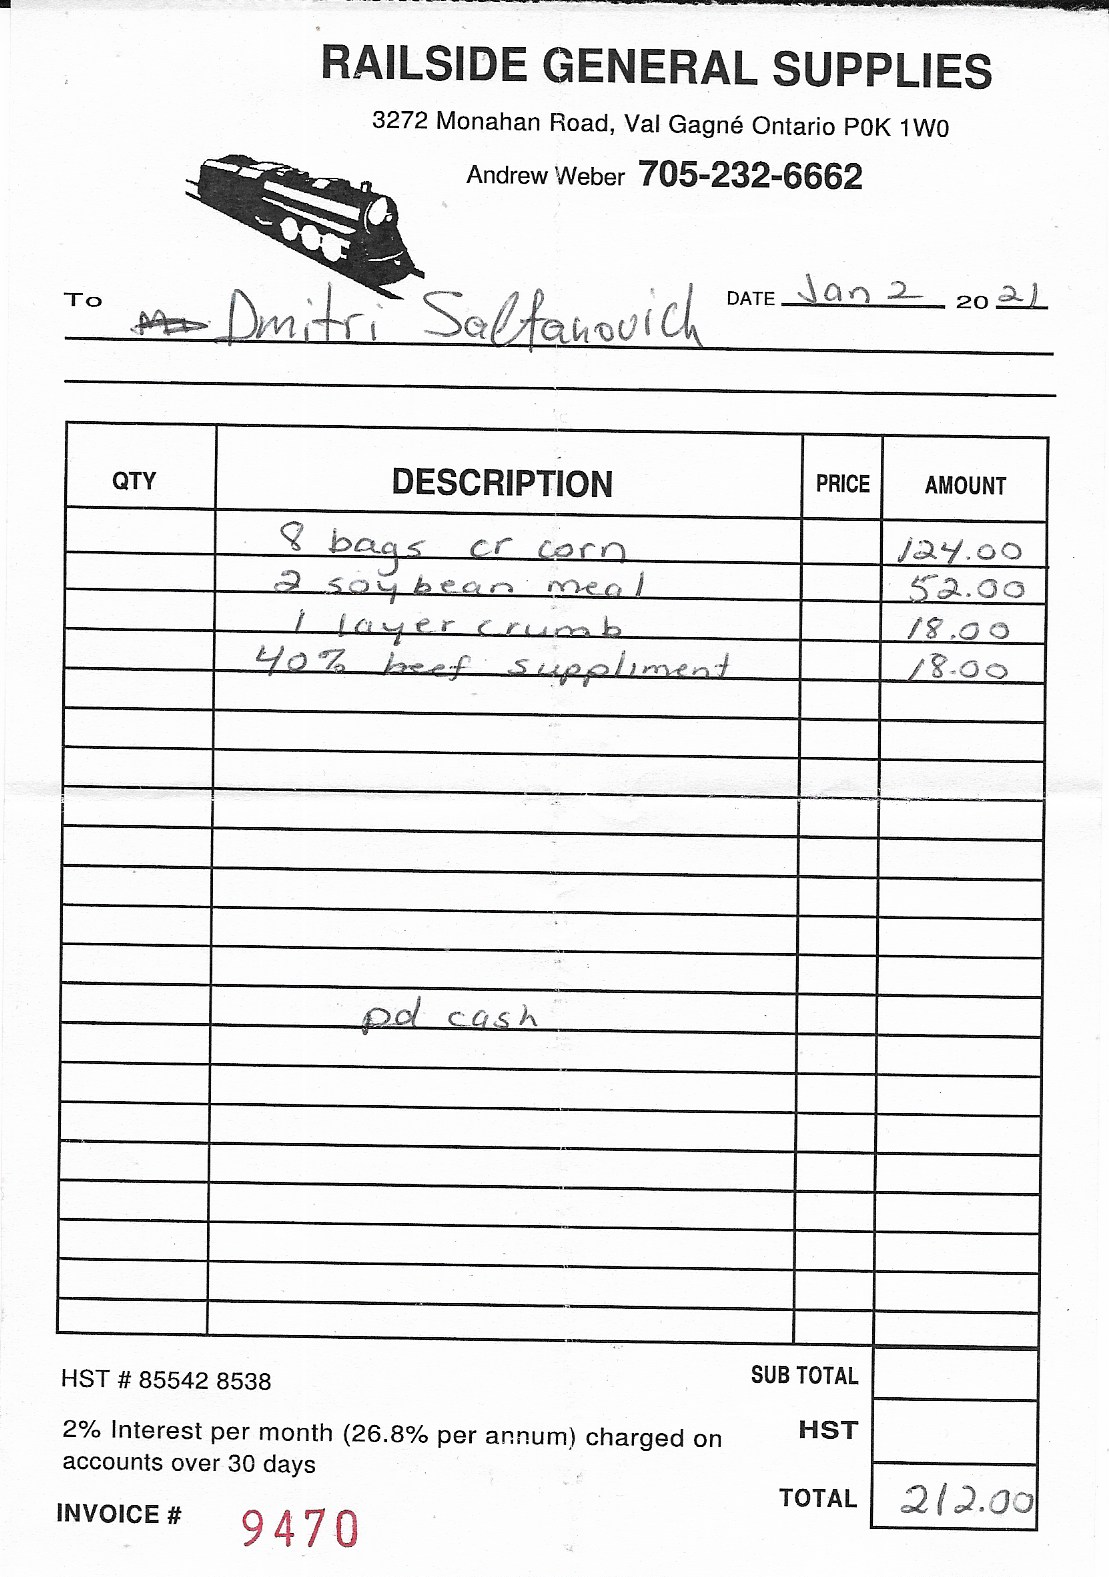 RAILSIDE GENERAL SUPPLIES
3272 Monahan Road, Val Gagné Ontario P0K 1W0
Andrew Weber 705-232-6662
TO Dmitri Saltanovich DATE Jan 2 2021
QTY DESCRIPTION PRICE AMOUNT
8 bags cr corn 124.00
2 soybean meal 52.00
1 layer crumb 18.00
40% beef suppliment 18.00
pd cash
HST # 85542 8538 SUB TOTAL
2% Interest per month (26.8% per annum) charged on HST
accounts over 30 days
INVOICE # 9470 TOTAL 212.00